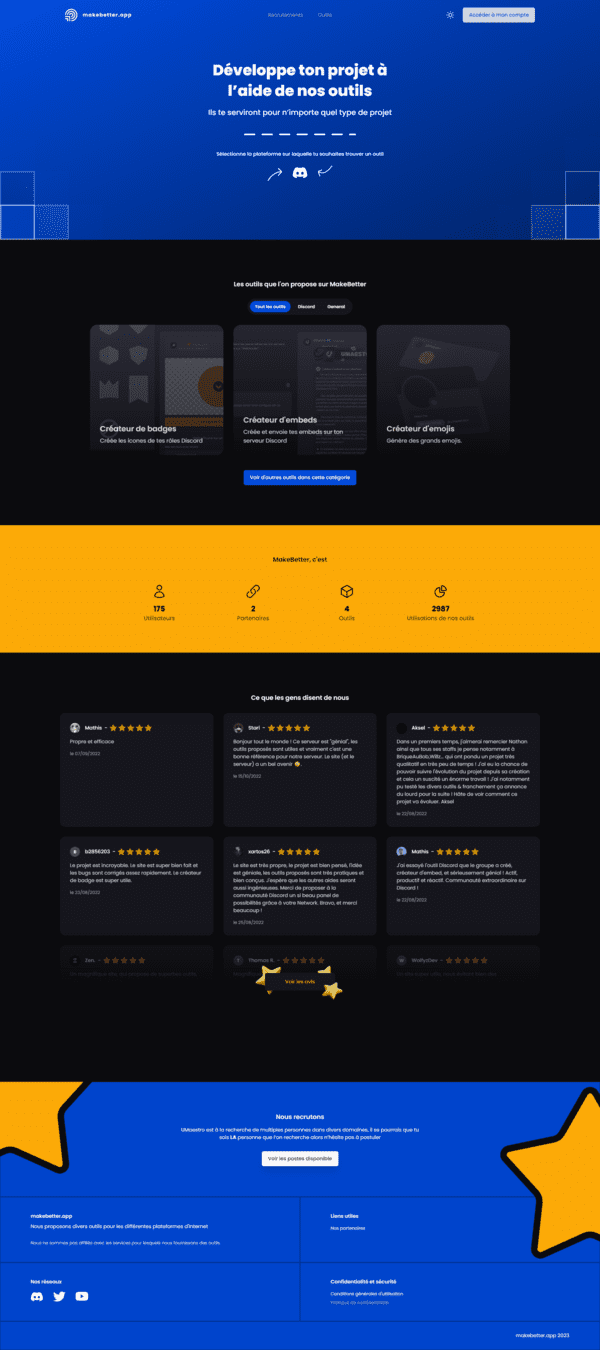 makebetter.app
Recrutements
Outils
Accéder à mon compte
Développe ton projet à
l'aide de nos outils
Ils te serviront pour n'importe quel type de projet
Sélectionne la plateforme sur laquelle tu souhaites trouver un outil
Les outils que l'on propose sur MakeBetter
Tout les outils
Discord
General
Créateur de badges
Créée les icones de tes rôles Discord
Créateur d'embeds
Créée et envoie tes embeds sur ton
serveur Discord
Créateur d'emojis
Génère des grands emojis.
Voir d'autres outils dans cette catégorie
MakeBetter, c'est
175
Utilisateurs
2
Partenaires
4
Outils
2987
Utilisations de nos outils
Ce que les gens disent de nous
Mathis -
Propre et efficace
Stari -
Bonjour tout le monde ! Ce serveur est "génial", les
outils proposés sont utiles et vraiment c'est une
bonne référence pour notre serveur. Le site (et le
serveur) a un bel avenir
le 15/10/2022
Aksel -
Dans un premiers temps, j'aimerai remercier Nathan
ainsi que tous ses staffs je pense notamment à
qui ont pondu un projet très
qualitatif en très peu de temps ! J'ai eu la chance de
pouvoir suivre l'évolution du projet depuis sa création
et cela a suscité un énorme travail ! J'ai notamment
pu testé les divers outils & franchement ça annonce
du lourd pour la suite ! Hâte de voir comment ce
projet va évoluer. Aksel
le 22/08/2022
b2856203 -
Le projet est incroyable. Le site est super bien fait et
les bugs sont corrigés assez rapidement. Le créateur
de badge est super utile.
le 23/08/2022
xortos26 -
Le site est très propre, le projet est bien pensé, l'idée
est géniale, les outils proposés sont très pratiques et
bien conçus. J'espère que les autres aides seront
aussi ingénieuses. Merci de proposer à la
communauté Discord un si beau panel de
possibilités grâce à votre Network. Bravo, et merci
beaucoup !
le 25/08/2022
Mathis -
J'ai essayé l'outil Discord que le groupe a créé,
créateur d'embed, et sérieusement génial ! Actif,
productif et réactif. Communauté extraordinaire sur
Discord !
le 22/08/2022
Zen. -
Thomas R. -
Voir les avis
Nous recrutons
UMaestro est à la recherche de multiples personnes dans divers domaines, il se pourrais que tu
sois LA personne que l'on recherche alors n'hésite pas à postuler
Voir les postes disponible
makebetter.app
Nous proposons divers outils pour les différentes plateformes d'internet
Nous ne sommes pas affiliés avec les services pour lesquels nous fournissons des outils.
Liens utiles
Nos partenaires
Nos réseaux
Confidentialité et sécurité
Conditions générales d'utilisation
Politique de confidentialité
makebetter.app 2023